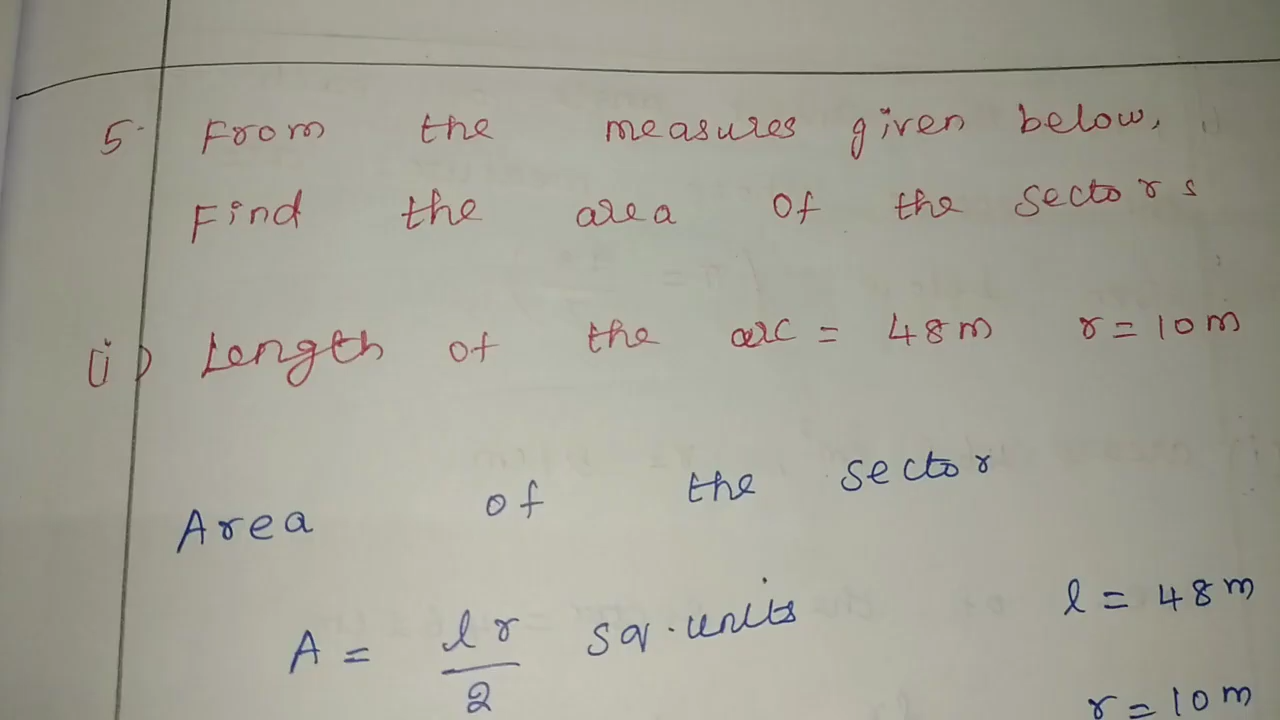 5. From the measures given below,
Find the area of the sectors
(i) Length of the arc = 48m r = 10m
Area of the sector
A = lr/2 sq. units l = 48m
r = 10m